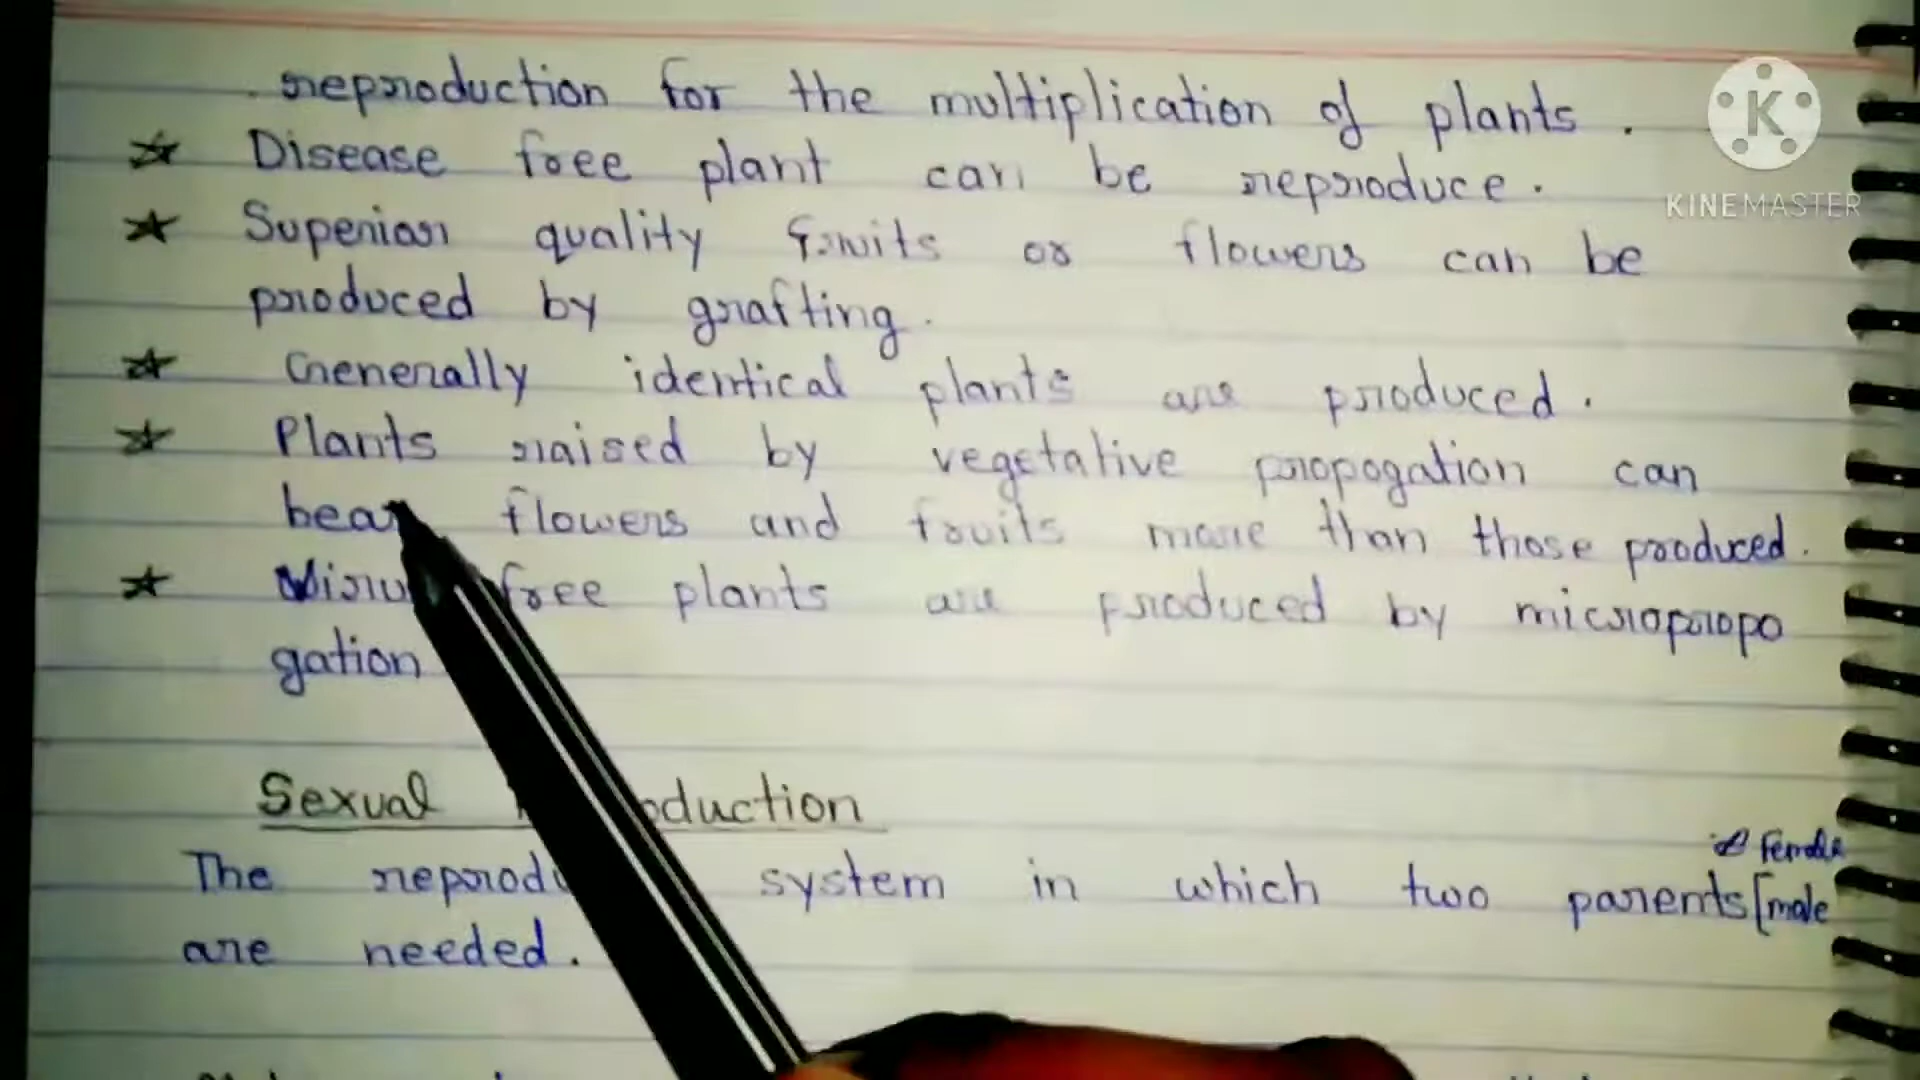 reproduction for the multiplication of plants.
☆ Disease free plant can be reproduce.
☆ Superior quality fruits or flowers can be
produced by grafting.
☆ Generally identical plants are produced.
☆ Plants raised by vegetative propogation can
bear flowers and fruits more than those produced.
☆ free plants are produced by micropropo
gation
Sexual
& Female
The system in which two parents [male
are needed.
K
KINEMASTER